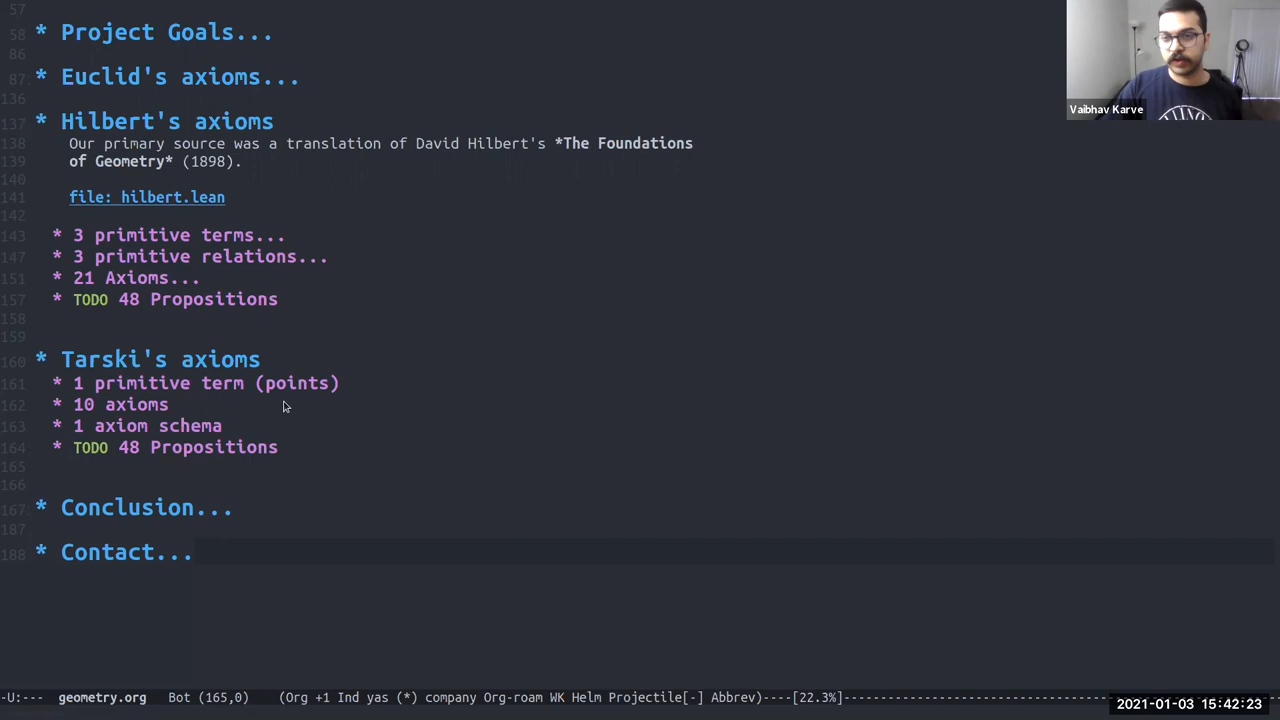 57
58 * Project Goals...
86
87 * Euclid's axioms...
136
137 * Hilbert's axioms
138 Our primary source was a translation of David Hilbert's *The Foundations
139 of Geometry* (1898).
140
141 file: hilbert.lean
142
143 * 3 primitive terms...
147 * 3 primitive relations...
151 * 21 Axioms...
157 * TODO 48 Propositions
158
159
160 * Tarski's axioms
161 * 1 primitive term (points)
162 * 10 axioms
163 * 1 axiom schema
164 * TODO 48 Propositions
165
166
167 * Conclusion...
187
188 * Contact...
Vaibhav Karve
-U:--- geometry.org Bot (165,0) (Org +1 Ind yas (*) company Org-roam WK Helm Projectile[-] Abbrev)----[22.3%]----------
2021-01-03 15:42:23